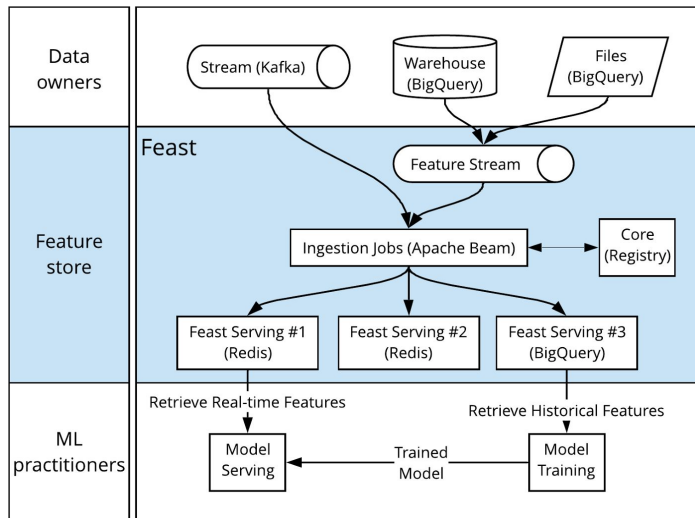 Data
owners
Stream (Kafka)
Warehouse
(BigQuery)
Files
(BigQuery)
Feature
store
Feast
Feature Stream
Ingestion Jobs (Apache Beam)
Core
(Registry)
Feast Serving #1
(Redis)
Feast Serving #2
(Redis)
Feast Serving #3
(BigQuery)
ML
practitioners
Retrieve Real-time Features
Retrieve Historical Features
Model
Serving
Trained
Model
Model
Training